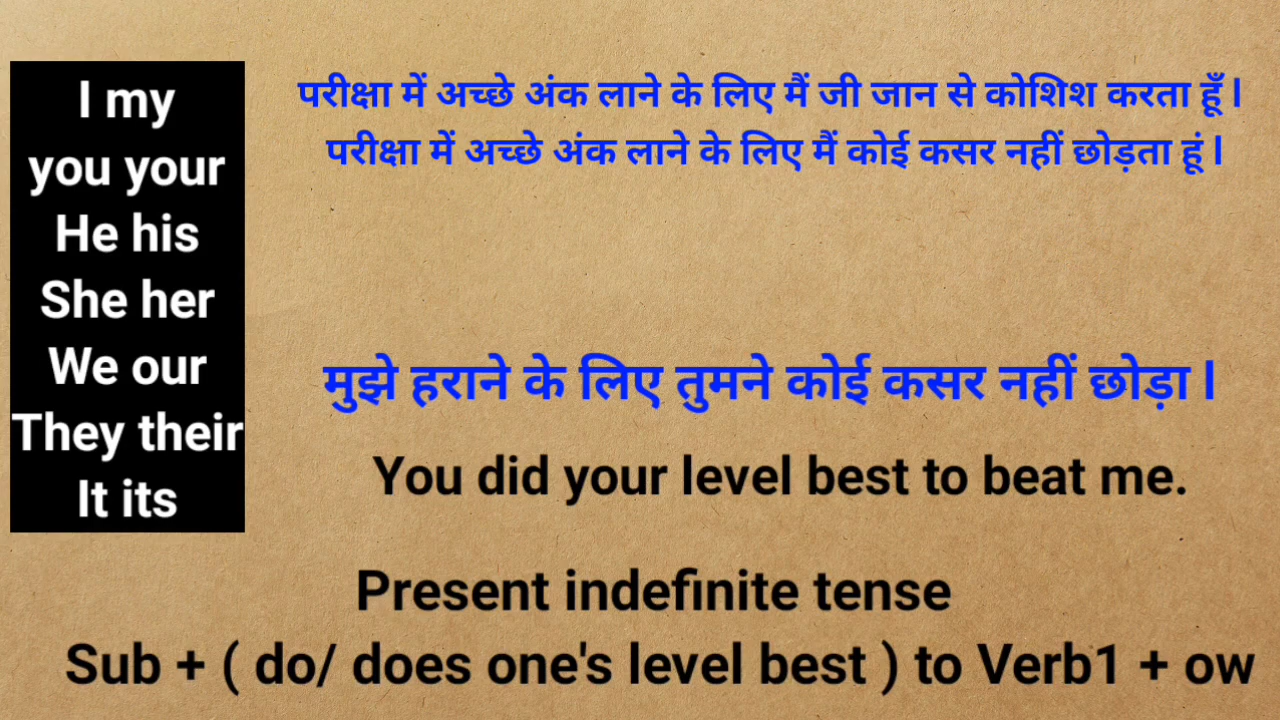 I my
you your
He his
She her
We our
They their
It its
परीक्षा में अच्छे अंक लाने के लिए मैं जी जान से कोशिश करता हूँ l
परीक्षा में अच्छे अंक लाने के लिए मैं कोई कसर नहीं छोड़ता हूं l
मुझे हराने के लिए तुमने कोई कसर नहीं छोड़ा l
You did your level best to beat me.
Present indefinite tense
Sub + ( do/ does one's level best ) to Verb1 + ow